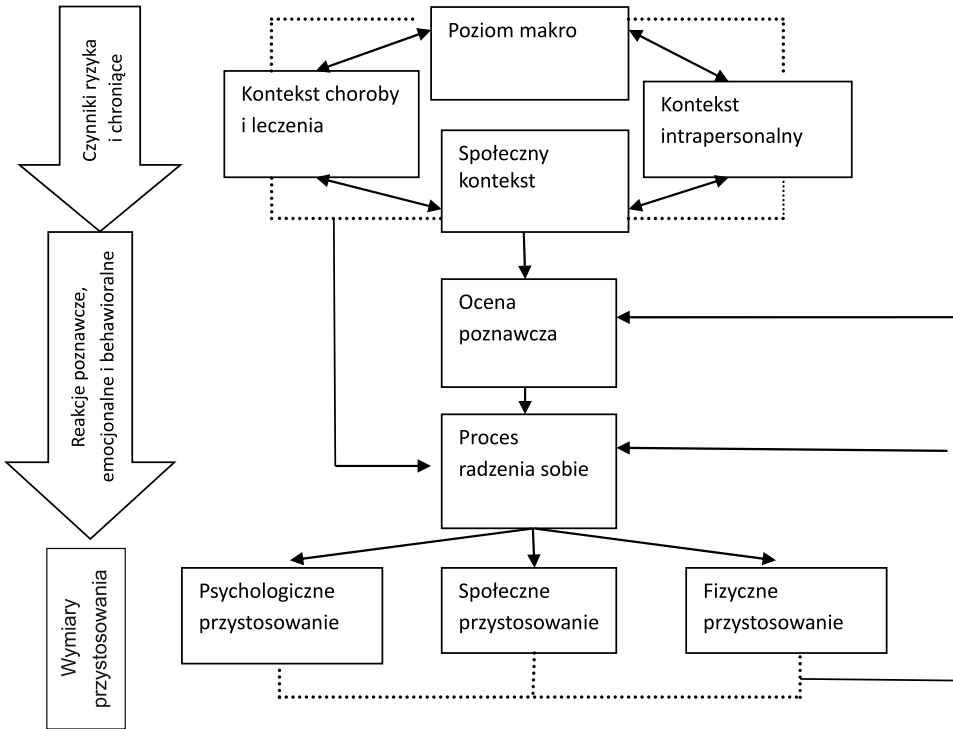 Czynniki ryzyka
i chroniące
Poziom makro
Kontekst choroby
i leczenia
Kontekst
intrapersonalny
Społeczny
kontekst
Reakcje poznawcze,
emocjonalne i behawioralne
Ocena
poznawcza
Proces
radzenia sobie
Wymiary
przystosowania
Psychologiczne
przystosowanie
Społeczne
przystosowanie
Fizyczne
przystosowanie